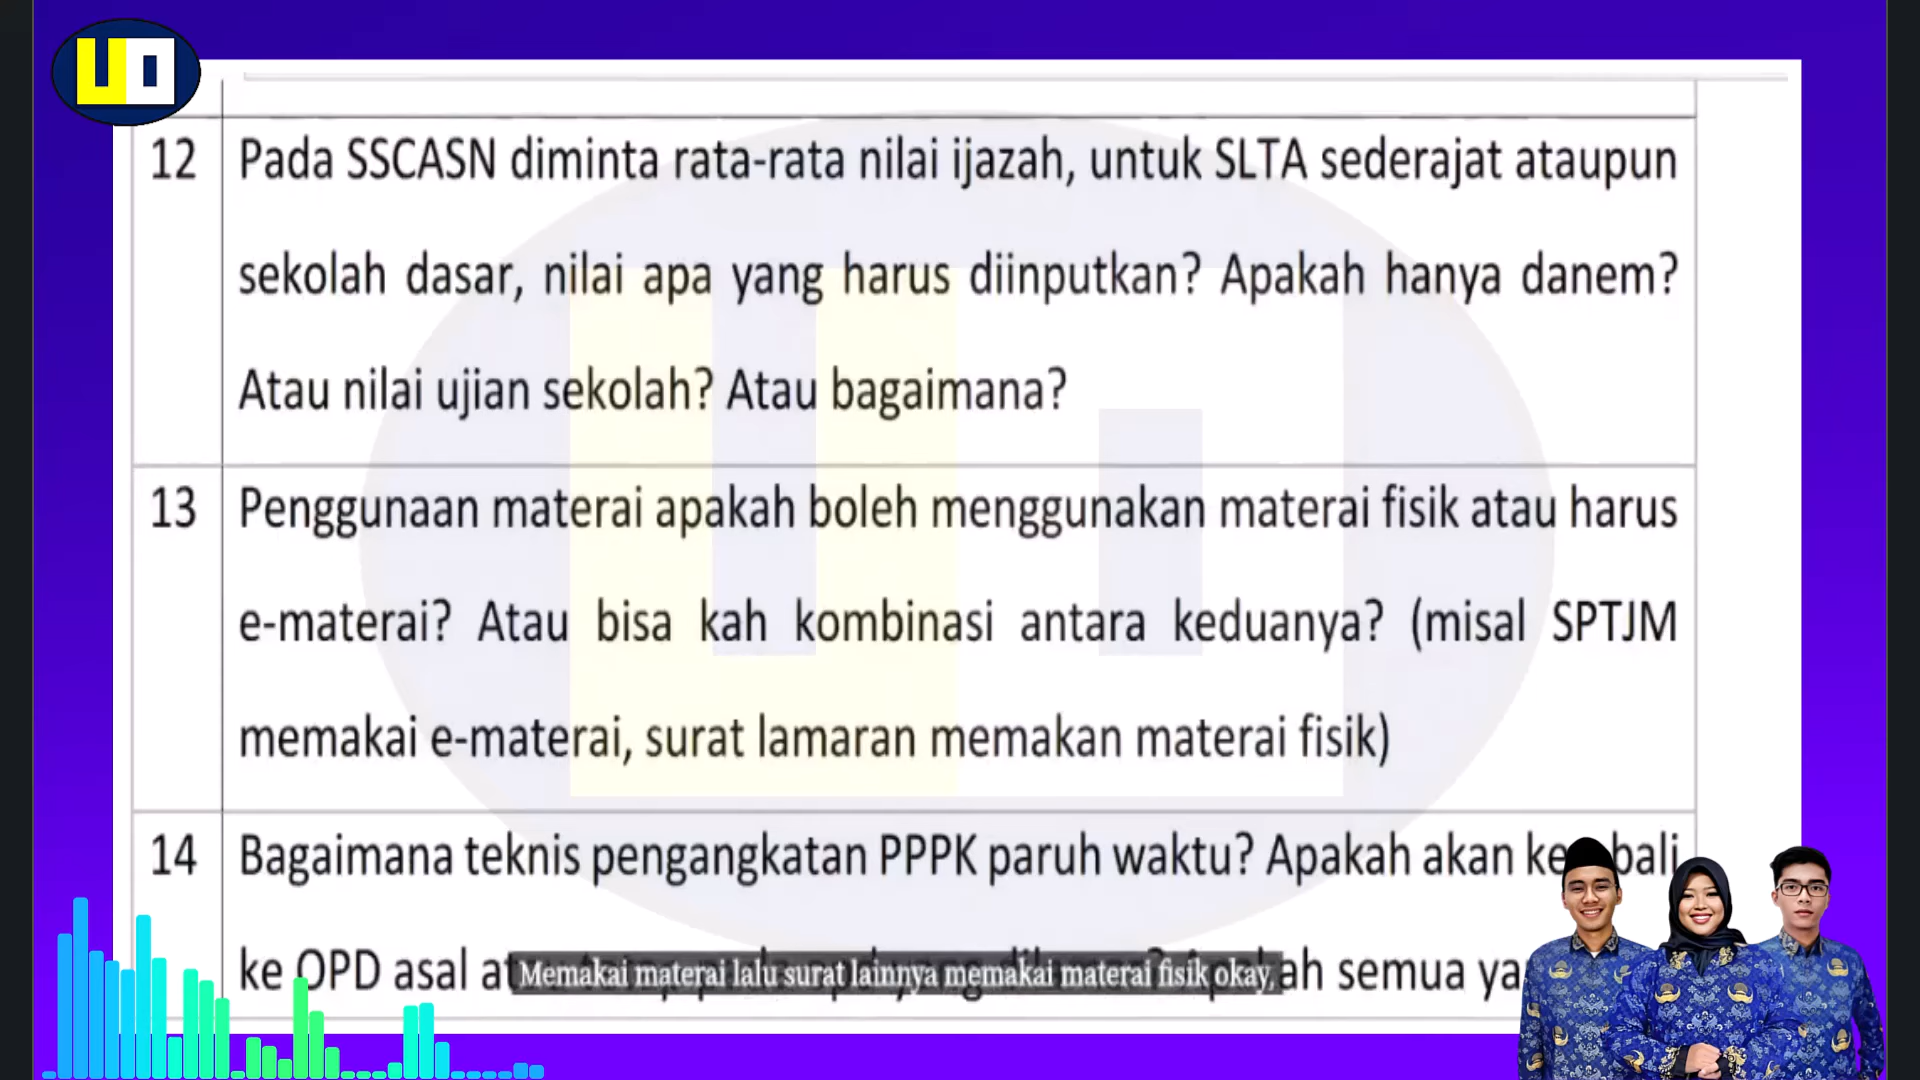 UO
12 Pada SSCASN diminta rata-rata nilai ijazah, untuk SLTA sederajat ataupun
sekolah dasar, nilai apa yang harus diinputkan? Apakah hanya danem?
Atau nilai ujian sekolah? Atau bagaimana?
13 Penggunaan materai apakah boleh menggunakan materai fisik atau harus
e-materai? Atau bisa kah kombinasi antara keduanya? (misal SPTJM
memakai e-materai, surat lamaran memakan materai fisik)
14 Bagaimana teknis pengangkatan PPPK paruh waktu? Apakah akan
ke OPD asal semua
Memakai materai lalu surat lainnya memakai materai fisik okay,